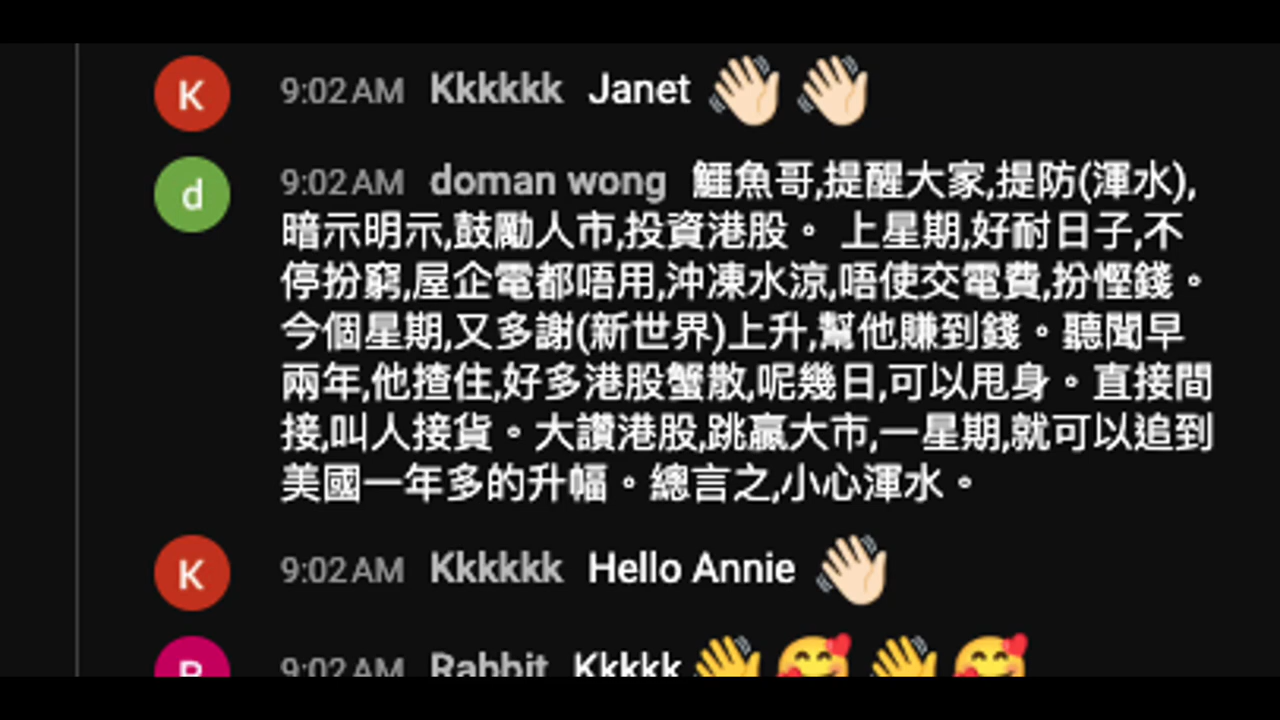 K 9:02 AM Kkkkkk Janet 👋🏻 👋🏻
d 9:02 AM doman wong 鱷魚哥,提醒大家,提防(渾水),
暗示明示,鼓勵人市,投資港股。 上星期,好耐日子,不
停扮窮,屋企電都唔用,沖凍水涼,唔使交電費,扮慳錢。
今個星期,又多謝(新世界)上升,幫他賺到錢。聽聞早
兩年,他揸住,好多港股蟹散,呢幾日,可以甩身。直接間
接,叫人接貨。大讚港股,跳贏大市,一星期,就可以追到
美國一年多的升幅。總言之,小心渾水。
K 9:02 AM Kkkkkk Hello Annie 👋🏻
R 9:02 AM Rabbit Kkkkk 👋 🥰 👋 🥰